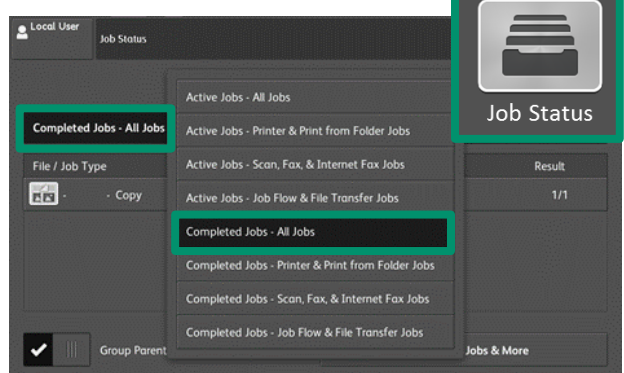 Local User
Job Status
Job Status
Active Jobs - All Jobs
Completed Jobs - All Jobs
Active Jobs - Printer & Print from Folder Jobs
File / Job Type
Active Jobs - Scan, Fax, & Internet Fax Jobs
Result
- - Copy
Active Jobs - Job Flow & File Transfer Jobs
1/1
Completed Jobs - All Jobs
Completed Jobs - Printer & Print from Folder Jobs
Completed Jobs - Scan, Fax, & Internet Fax Jobs
Completed Jobs - Job Flow & File Transfer Jobs
Group Parent
Jobs & More